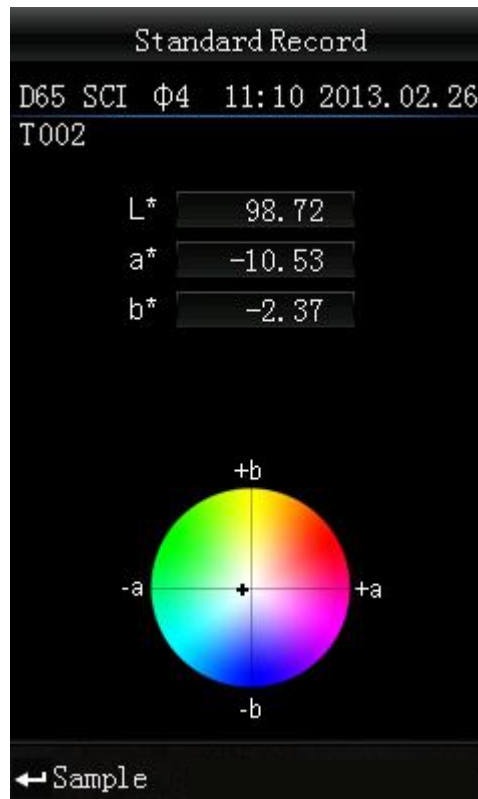 Standard Record
D65 SCI Φ4 11:10 2013.02.26
T002
L* 98.72
a* -10.53
b* -2.37
+b
-a +a
-b
Sample